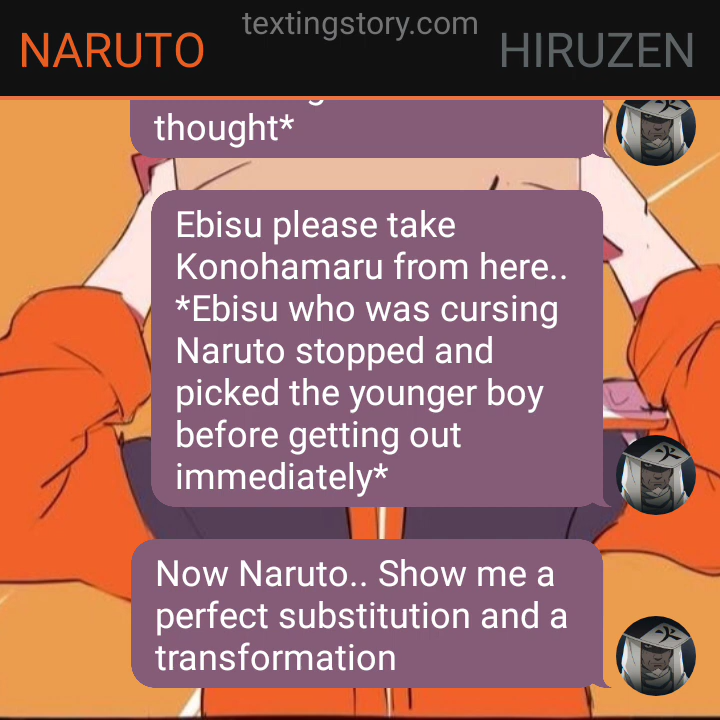 textingstory.com
NARUTO
HIRUZEN
thought*
Ebisu please take
Konohamaru from here..
*Ebisu who was cursing
Naruto stopped and
picked the younger boy
before getting out
immediately*
Now Naruto.. Show me a
perfect substitution and a
transformation